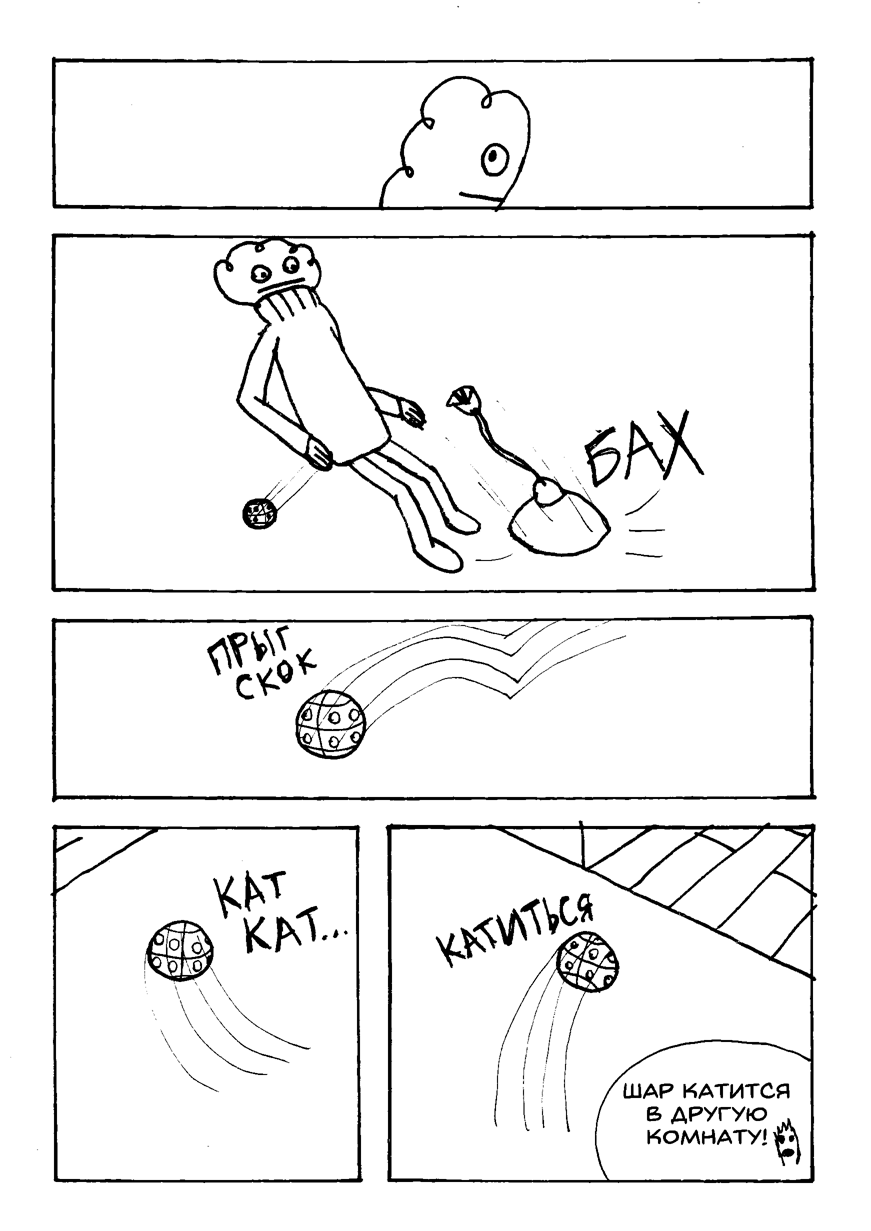 БАХ
ПРЫГ
СКОК
КАТ
КАТ...
КАТИТЬСЯ
ШАР КАТИТСЯ
В ДРУГУЮ
КОМНАТУ!